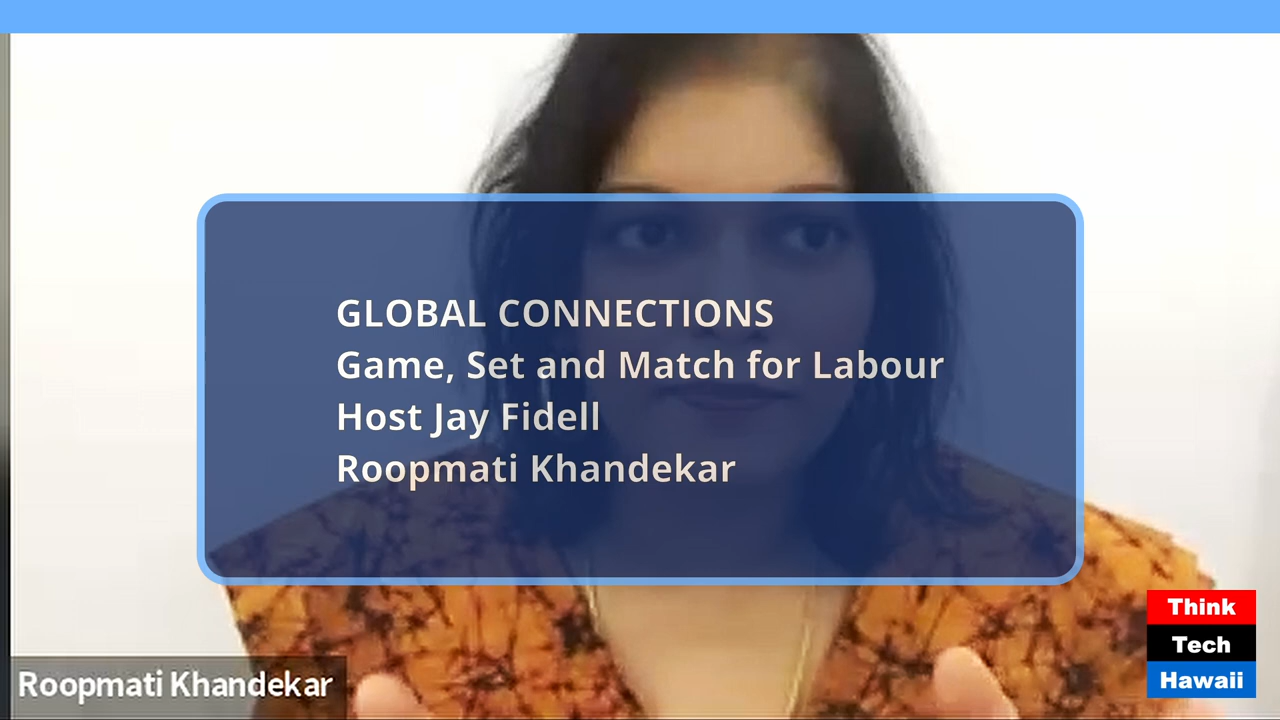 GLOBAL CONNECTIONS
Game, Set and Match for Labour
Host Jay Fidell
Roopmati Khandekar
Think
Tech
Hawaii
Roopmati Khandekar